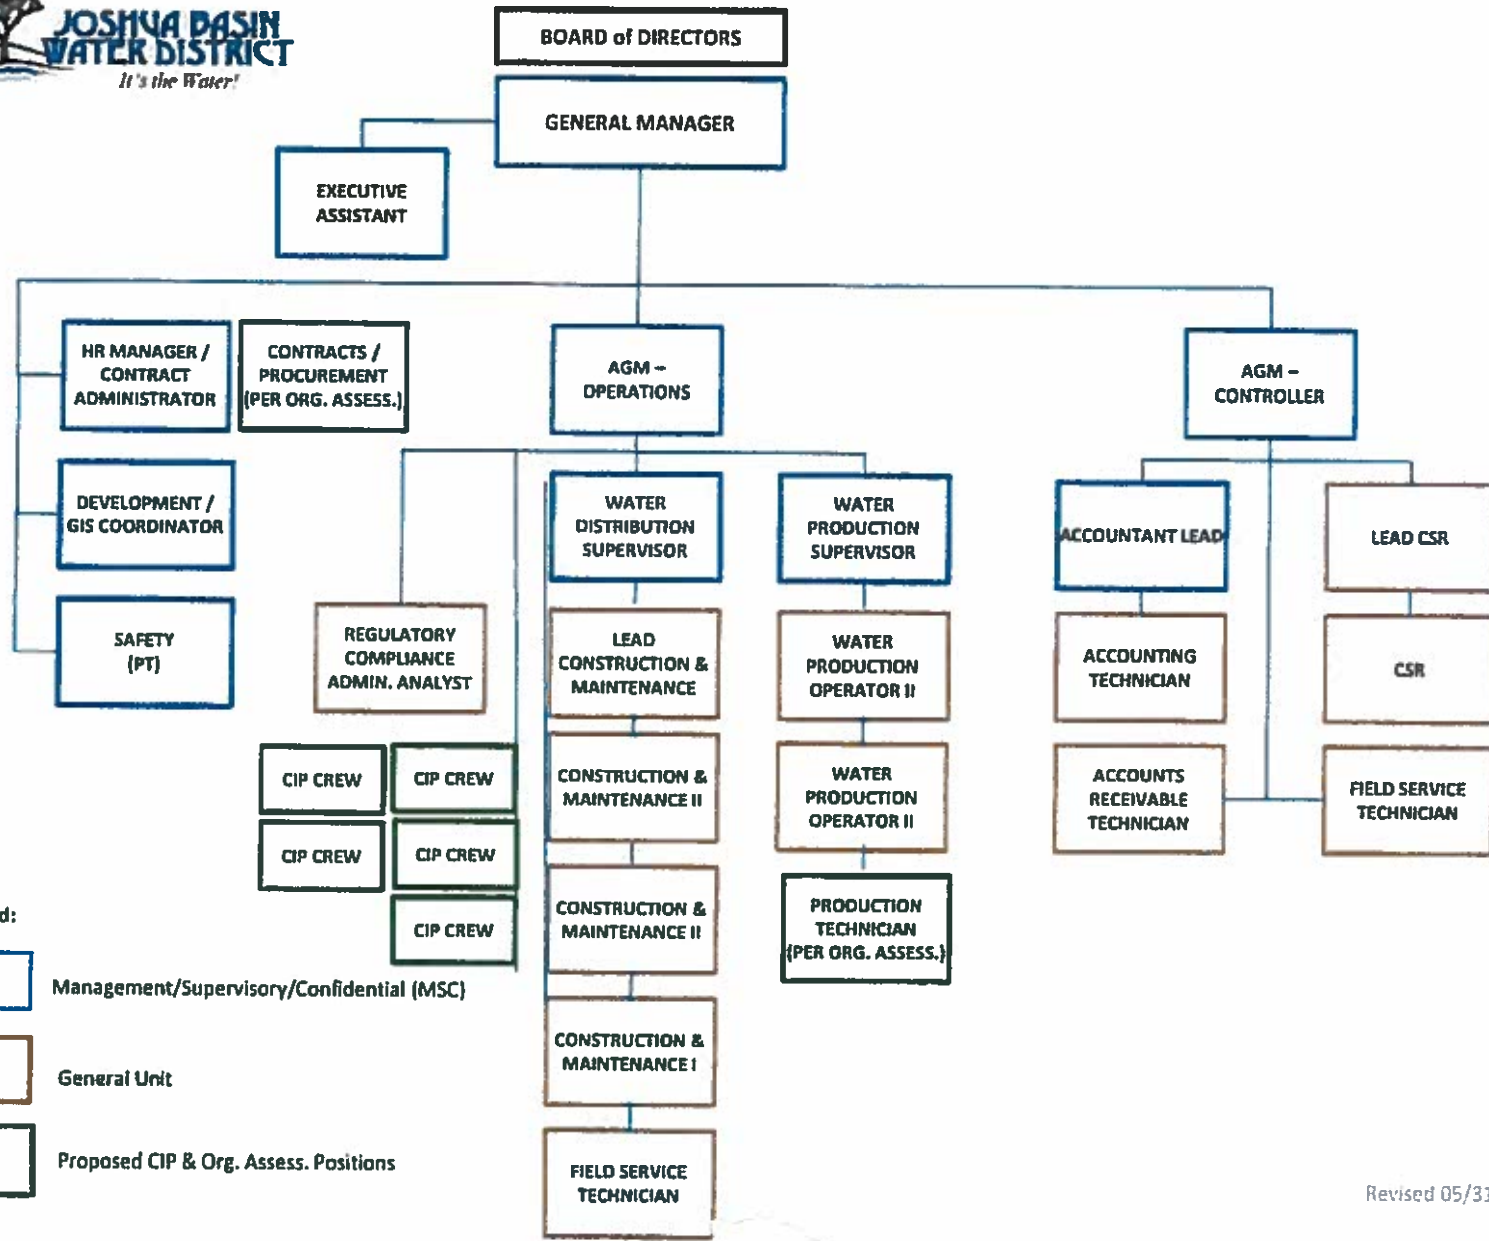 JOSHUA BASIN
WATER DISTRICT
It's the Water!
BOARD of DIRECTORS
GENERAL MANAGER
EXECUTIVE
ASSISTANT
HR MANAGER /
CONTRACT
ADMINISTRATOR
CONTRACTS /
PROCUREMENT
(PER ORG. ASSESS.)
AGM –
OPERATIONS
AGM –
CONTROLLER
DEVELOPMENT /
GIS COORDINATOR
SAFETY
(PT)
WATER
DISTRIBUTION
SUPERVISOR
WATER
PRODUCTION
SUPERVISOR
ACCOUNTANT LEAD
LEAD CSR
REGULATORY
COMPLIANCE
ADMIN. ANALYST
LEAD
CONSTRUCTION &
MAINTENANCE
WATER
PRODUCTION
OPERATOR II
ACCOUNTING
TECHNICIAN
CSR
CIP CREW
CIP CREW
CONSTRUCTION &
MAINTENANCE II
WATER
PRODUCTION
OPERATOR II
ACCOUNTS
RECEIVABLE
TECHNICIAN
FIELD SERVICE
TECHNICIAN
CIP CREW
CIP CREW
CIP CREW
CONSTRUCTION &
MAINTENANCE II
PRODUCTION
TECHNICIAN
(PER ORG. ASSESS.)
CONSTRUCTION &
MAINTENANCE I
FIELD SERVICE
TECHNICIAN
d:
Management/Supervisory/Confidential (MSC)
General Unit
Proposed CIP & Org. Assess. Positions
Revised 05/31